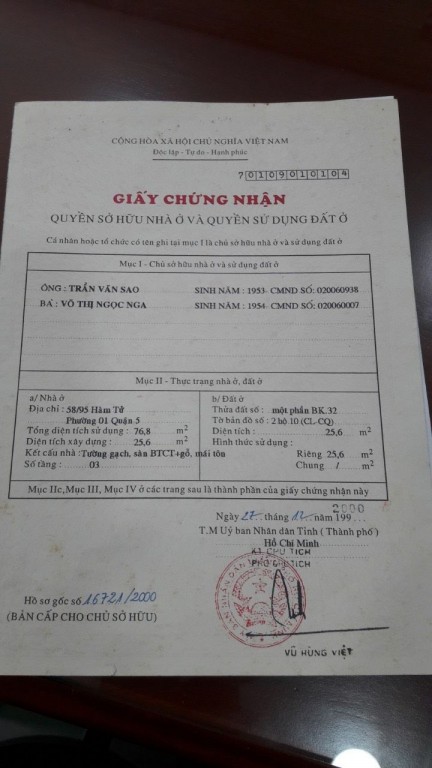 CỘNG HÒA XÃ HỘI CHỦ NGHĨA VIỆT NAM
Độc lập - Tự do - Hạnh phúc
7 0109010104
GIẤY CHỨNG NHẬN
QUYỀN SỞ HỮU NHÀ Ở VÀ QUYỀN SỬ DỤNG ĐẤT Ở
Cá nhân hoặc tổ chức có tên ghi tại mục I là chủ sở hữu nhà ở và sử dụng đất ở
Mục I - Chủ sở hữu nhà ở và sử dụng đất ở
ÔNG : TRẦN VĂN SAO SINH NĂM : 1953- CMND SỐ: 020060938
BÀ : VÕ THỊ NGỌC NGA SINH NĂM : 1954- CMND SỐ: 020060007
Mục II - Thực trạng nhà ở, đất ở
a/ Nhà ở
Địa chỉ : 58/95 Hàm Tử
Phường 01 Quận 5
Tổng diện tích sử dụng : 76,8 m2
Diện tích xây dựng : 25,6 m2
Kết cấu nhà : Tường gạch, sàn BTCT+gỗ, mái tôn
Số tầng : 03
b/ Đất ở
Thửa đất số : một phần BK.32
Tờ bản đồ số : 2 bộ 10 (CL-CQ)
Diện tích : 25,6 m2
Hình thức sử dụng :
Riêng 25,6 m2
Chung / m2
Mục IIc, Mục III, Mục IV ở các trang sau là thành phần của giấy chứng nhận này
2000
Ngày 27 tháng 12 năm 199...
T.M Uỷ ban Nhân dân Tỉnh ( Thành phố )
Hồ Chí Minh
KT CHỦ TỊCH
PHÓ CHỦ TỊCH
Hồ sơ gốc số 16721/2000
(BẢN CẤP CHO CHỦ SỞ HỮU)
VŨ HÙNG VIỆT